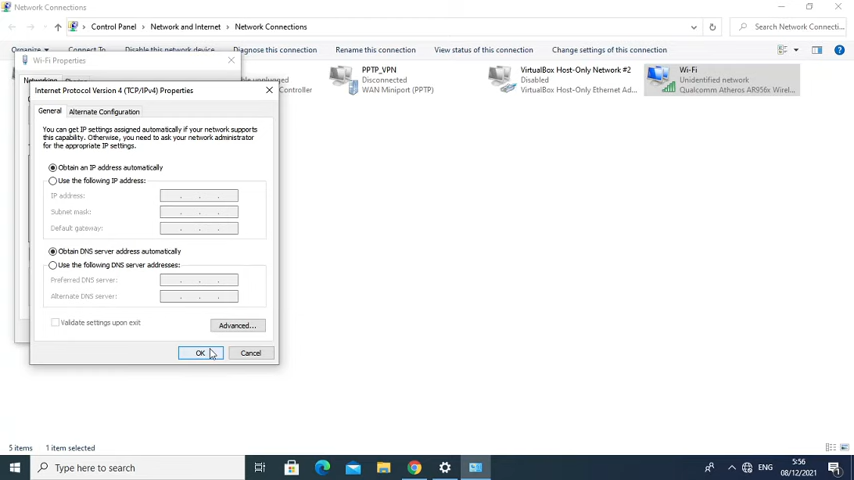 Network Connections
Control Panel > Network and Internet > Network Connections
Search Network Connecti...
Organize
Connect To
Disable this network device
Diagnose this connection
Rename this connection
View status of this connection
Change settings of this connection
Wi-Fi Properties
Networking
le unplugged
Controller
PPTP_VPN
Disconnected
WAN Miniport (PPTP)
VirtualBox Host-Only Network #2
Disabled
VirtualBox Host-Only Ethernet Ad...
Wi-Fi
Unidentified network
Qualcomm Atheros AR956x Wirel...
Internet Protocol Version 4 (TCP/IPv4) Properties
General
Alternate Configuration
You can get IP settings assigned automatically if your network supports
this capability. Otherwise, you need to ask your network administrator
for the appropriate IP settings.
Obtain an IP address automatically
Use the following IP address:
IP address:
Subnet mask:
Default gateway:
Obtain DNS server address automatically
Use the following DNS server addresses:
Preferred DNS server:
Alternate DNS server:
Validate settings upon exit
Advanced...
OK
Cancel
5 items
1 item selected
Type here to search
ENG
5:56
08/12/2021